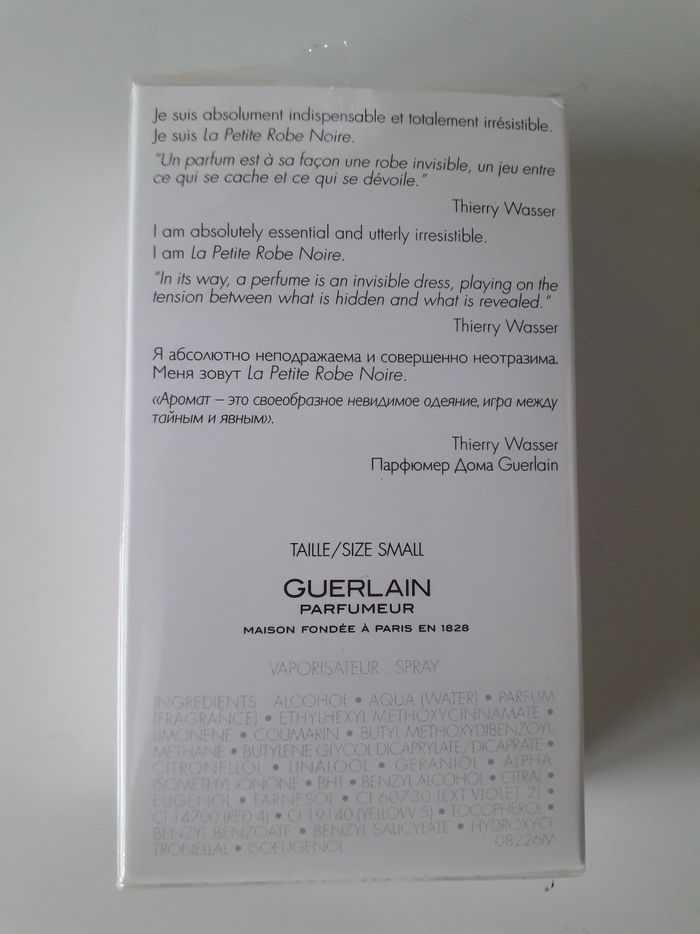 Je suis absolument indispensable et totalement irrésistible.
Je suis La Petite Robe Noire.
"Un parfum est à sa façon une robe invisible, un jeu entre
ce qui se cache et ce qui se dévoile."
Thierry Wasser
I am absolutely essential and utterly irresistible.
I am La Petite Robe Noire.
"In its way, a perfume is an invisible dress, playing on the
tension between what is hidden and what is revealed."
Thierry Wasser
Я абсолютно неподражаема и совершенно неотразима.
Меня зовут La Petite Robe Noire.
«Аромат – это своеобразное невидимое одеяние, игра между
тайным и явным».
Thierry Wasser
Парфюмер Дома Guerlain
TAILLE/SIZE SMALL
GUERLAIN
PARFUMEUR
MAISON FONDÉE À PARIS EN 1828
VAPORISATEUR . SPRAY
INGREDIENTS : ALCOHOL • AQUA (WATER) • PARFUM
(FRAGRANCE) • ETHYLHEXYL METHOXYCINNAMATE •
LIMONENE • COUMARIN • BUTYL METHOXYDIBENZOYL-
METHANE • BUTYLENE GLYCOL DICAPRYLATE/DICAPRATE •
CITRONELLOL • LINALOOL • GERANIOL • ALPHA-
ISOMETHYL IONONE • BHT • BENZYL ALCOHOL • CITRAL •
EUGENOL • FARNESOL • CI 60730 (EXT VIOLET 2) •
CI 14700 (RED 4) • CI 19140 (YELLOW 5) • TOCOPHEROL •
BENZYL BENZOATE • BENZYL SALICYLATE • HYDROXYCI-
TRONELLAL • ISOEUGENOL 08226M